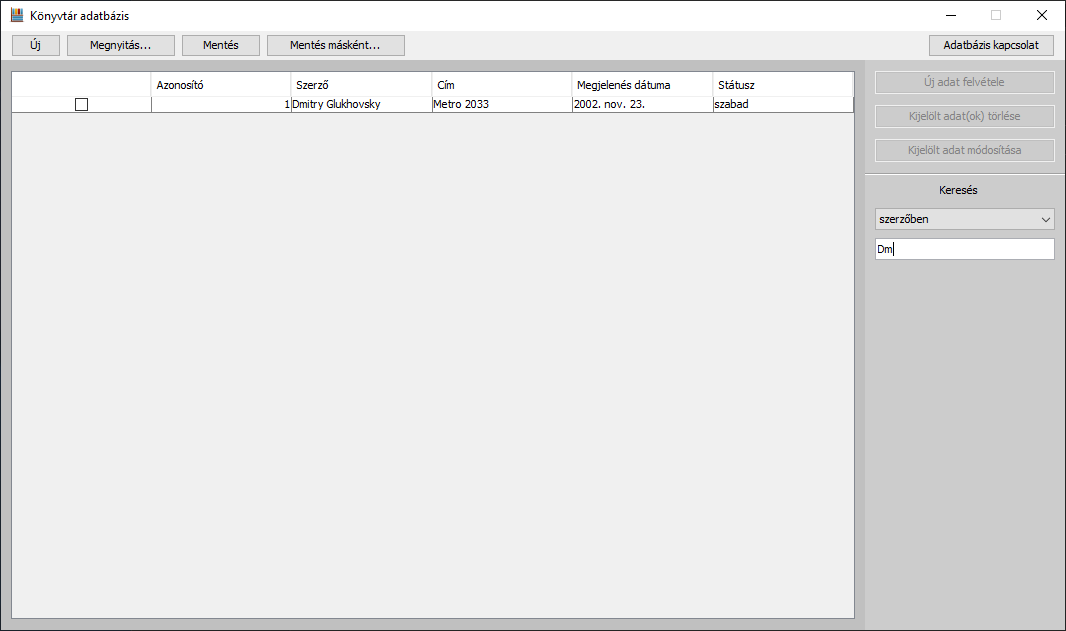 Könyvtár adatbázis
Új Megnyitás... Mentés Mentés másként... Adatbázis kapcsolat
Azonosító Szerző Cím Megjelenés dátuma Státusz
1 Dmitry Glukhovsky Metro 2033 2002. nov. 23. szabad
Új adat felvétele
Kijelölt adat(ok) törlése
Kijelölt adat módosítása
Keresés
szerzőben
Dm